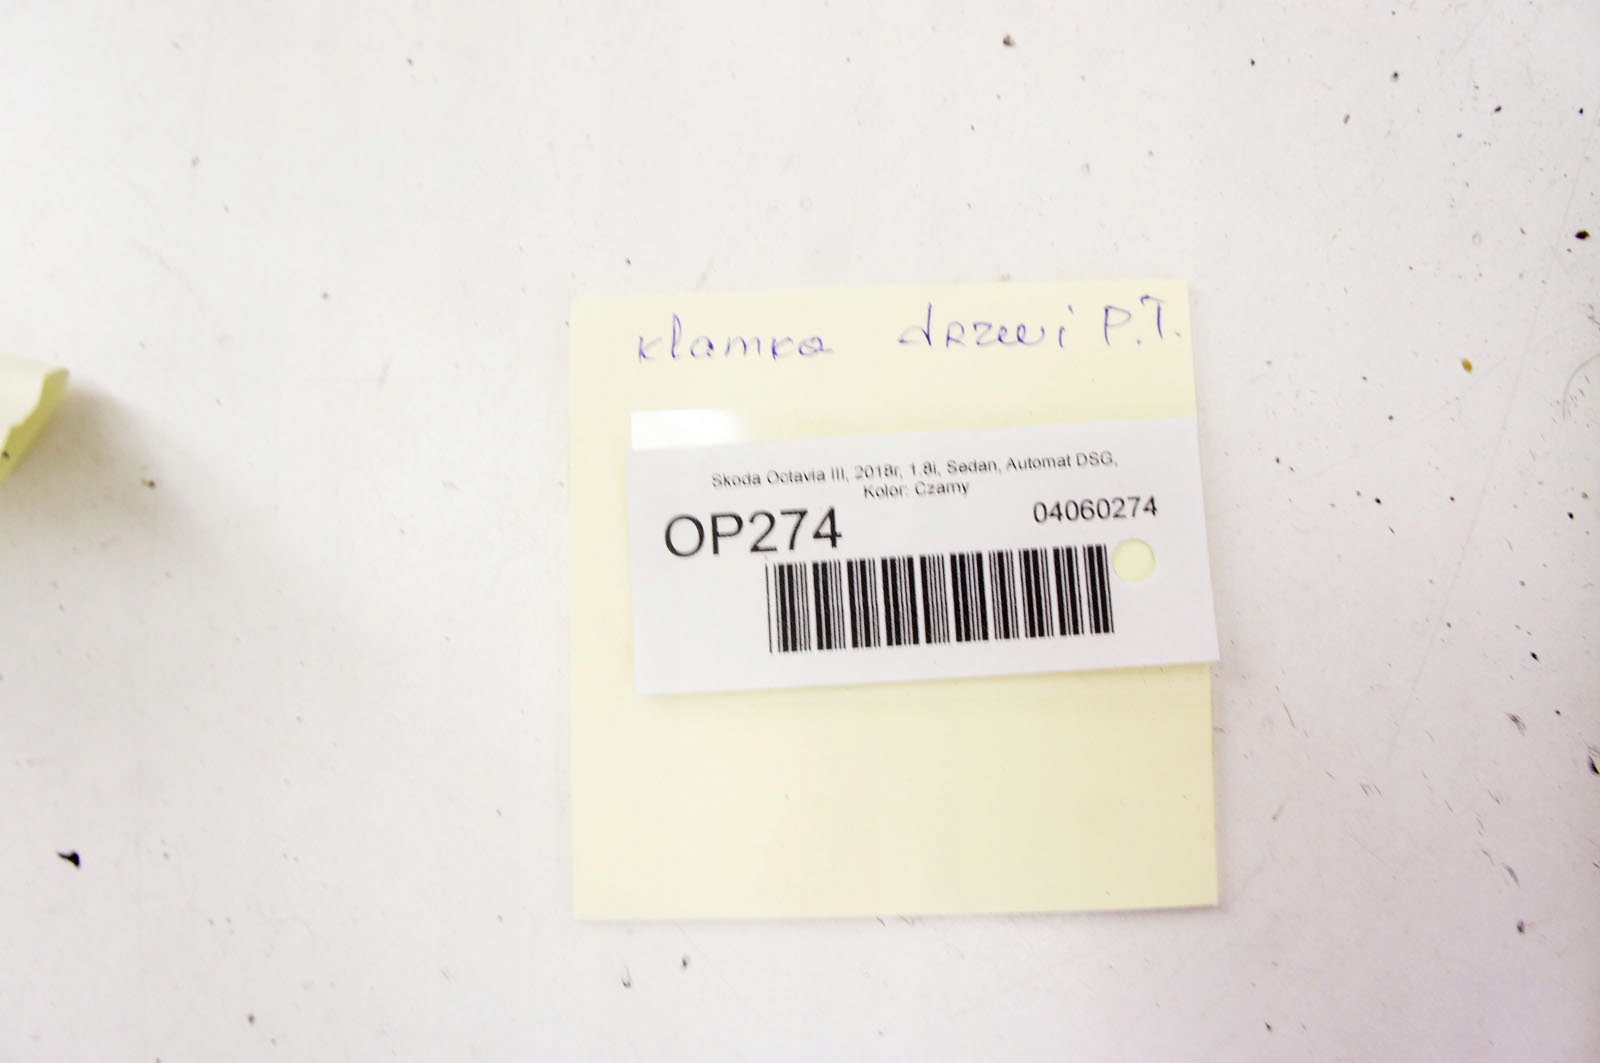 klamka drzwi P.T.
Skoda Octavia III, 2018r, 1.8i, Sedan, Automat DSG,
Kolor: Czarny
OP274
04060274